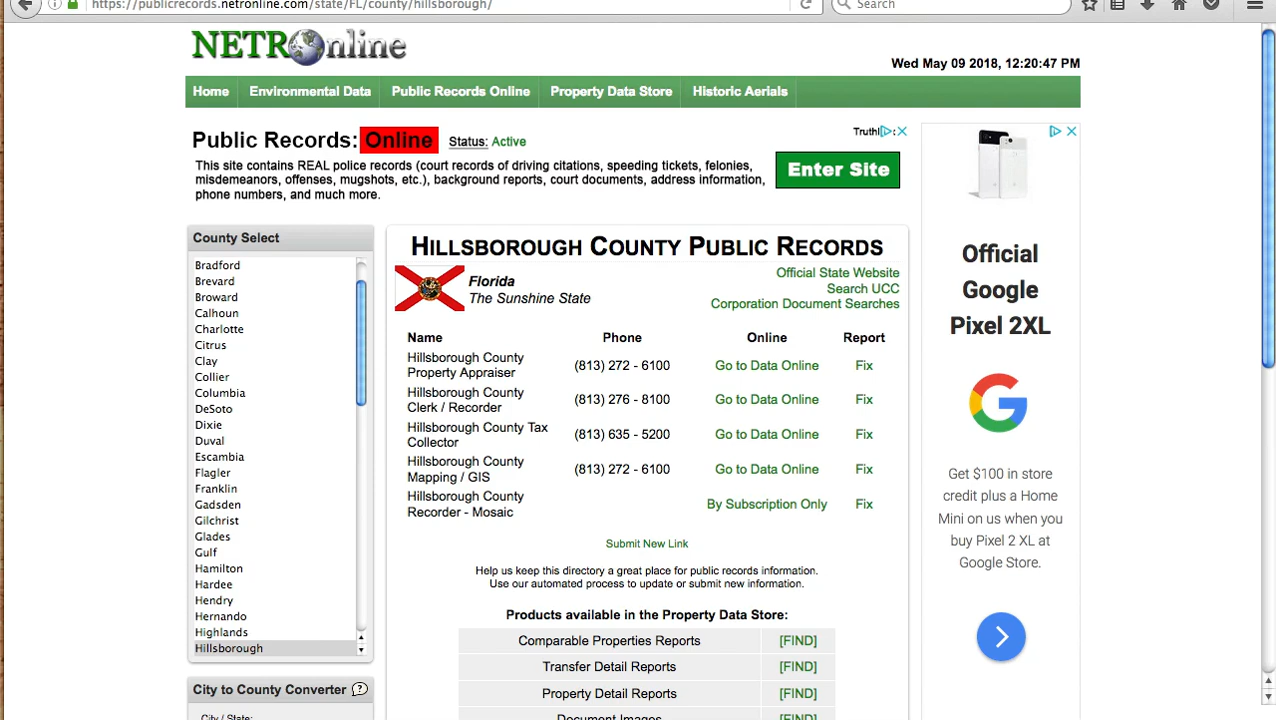 https://publicrecords.netronline.com/state/FL/county/hillsborough/
Search
NETROnline
Wed May 09 2018, 12:20:47 PM
Home Environmental Data Public Records Online Property Data Store Historic Aerials
Public Records: Online Status: Active
This site contains REAL police records (court records of driving citations, speeding tickets, felonies,
misdemeanors, offenses, mugshots, etc.), background reports, court documents, address information,
phone numbers, and much more.
Enter Site
County Select
Bradford
Brevard
Broward
Calhoun
Charlotte
Citrus
Clay
Collier
Columbia
DeSoto
Dixie
Duval
Escambia
Flagler
Franklin
Gadsden
Gilchrist
Glades
Gulf
Hamilton
Hardee
Hendry
Hernando
Highlands
Hillsborough
City to County Converter ?
City / State:
HILLSBOROUGH COUNTY PUBLIC RECORDS
Florida
The Sunshine State
Official State Website
Search UCC
Corporation Document Searches
Name Phone Online Report
Hillsborough County
Property Appraiser (813) 272 - 6100 Go to Data Online Fix
Hillsborough County
Clerk / Recorder (813) 276 - 8100 Go to Data Online Fix
Hillsborough County Tax
Collector (813) 635 - 5200 Go to Data Online Fix
Hillsborough County
Mapping / GIS (813) 272 - 6100 Go to Data Online Fix
Hillsborough County
Recorder - Mosaic By Subscription Only Fix
Submit New Link
Help us keep this directory a great place for public records information.
Use our automated process to update or submit new information.
Products available in the Property Data Store:
Comparable Properties Reports [FIND]
Transfer Detail Reports [FIND]
Property Detail Reports [FIND]
Document Images [FIND]
Official
Google
Pixel 2XL
Get $100 in store
credit plus a Home
Mini on us when you
buy Pixel 2 XL at
Google Store.